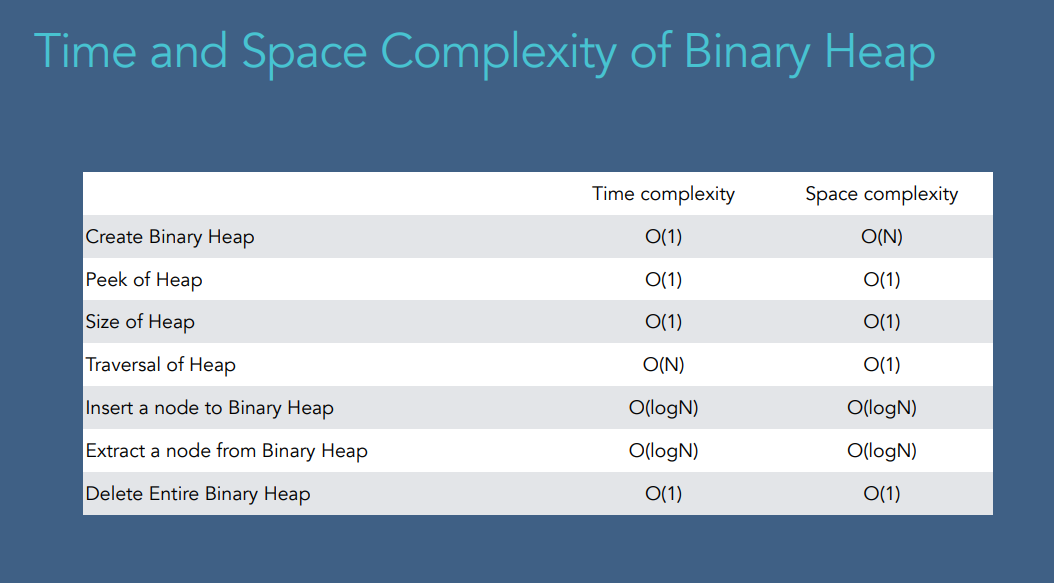 Time and Space Complexity of Binary Heap
Time complexity Space complexity
Create Binary Heap O(1) O(N)
Peek of Heap O(1) O(1)
Size of Heap O(1) O(1)
Traversal of Heap O(N) O(1)
Insert a node to Binary Heap O(logN) O(logN)
Extract a node from Binary Heap O(logN) O(logN)
Delete Entire Binary Heap O(1) O(1)